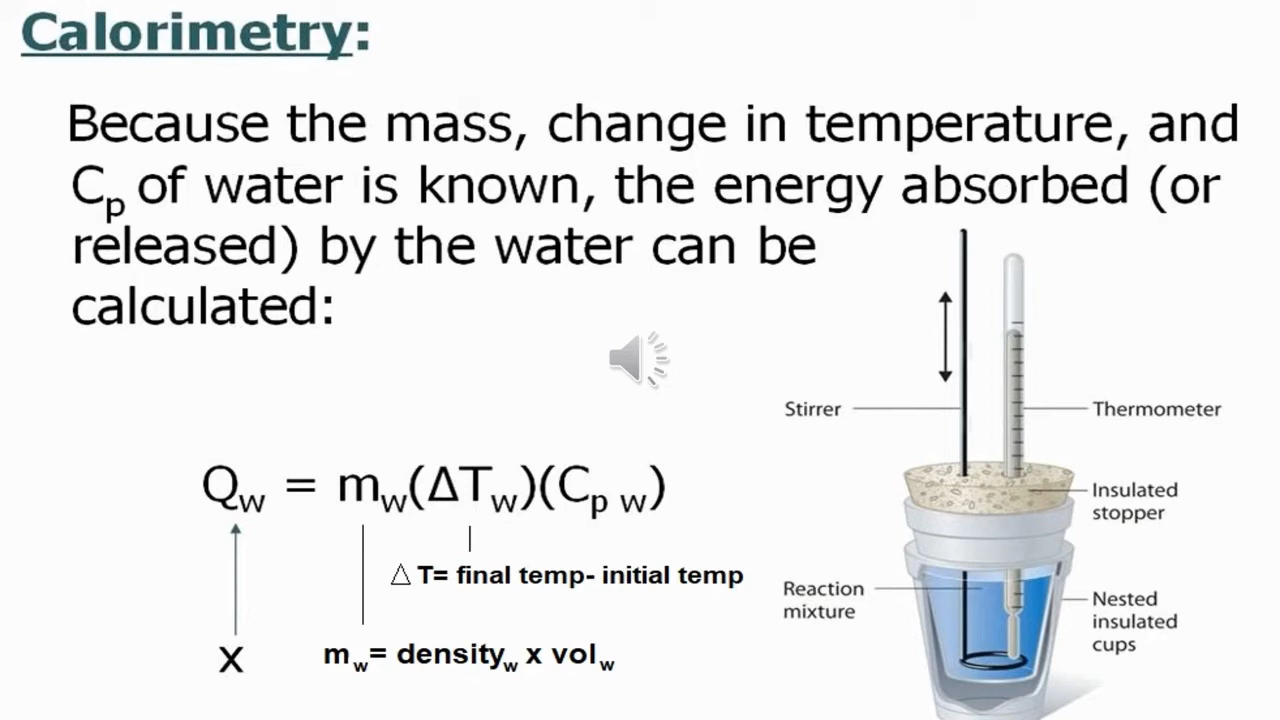 Calorimetry:
Because the mass, change in temperature, and
Cp of water is known, the energy absorbed (or
released) by the water can be
calculated:
Qw = mw(ΔTw)(Cp w)
△ T= final temp- initial temp
x
mw= densityw x volw
Stirrer
Thermometer
Insulated
stopper
Reaction
mixture
Nested
insulated
cups